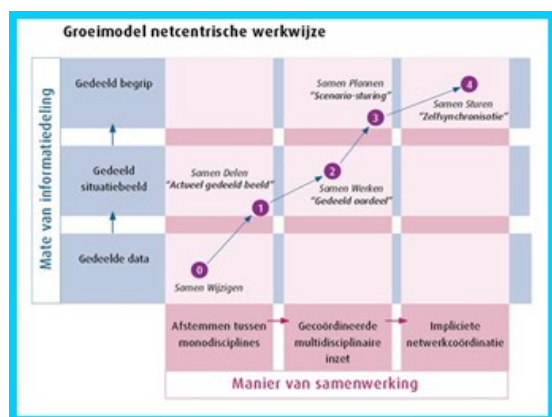 Groeimodel netcentrische werkwijze
Mate van informatiedeling
Gedeeld begrip
Gedeeld
situatiebeeld
Gedeelde data
Samen Plannen
"Scenario-sturing"
4
3
Samen Sturen
"Zelfsynchronisatie"
Samen Delen
"Actueel gedeeld beeld"
2
1
Samen Werken
"Gedeeld oordeel"
0
Samen Wijzigen
Afstemmen tussen
monodisciplines
Gecoördineerde
multidisciplinaire
inzet
Impliciete
netwerkcoördinatie
Manier van samenwerking